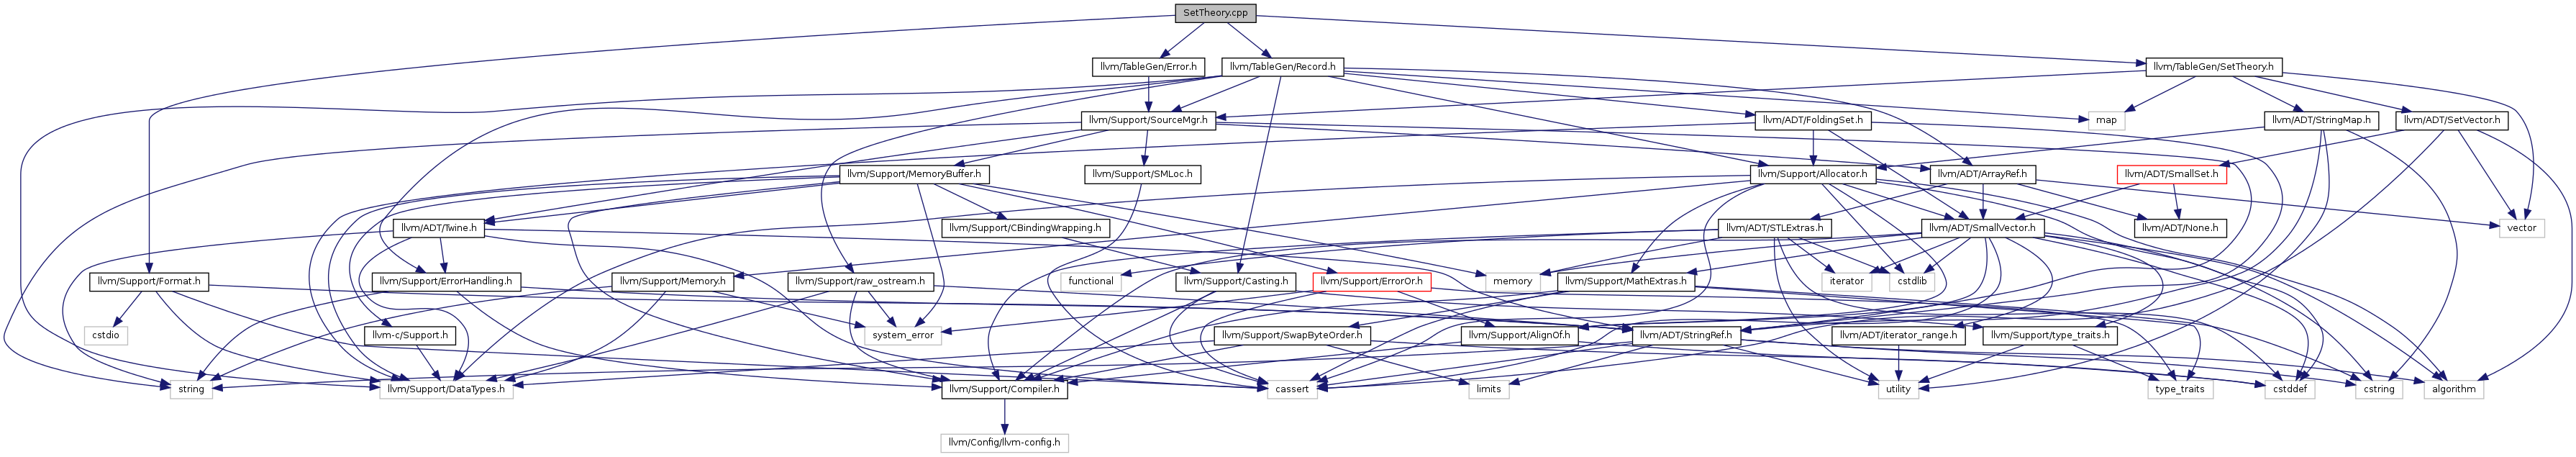 SetTheory.cpp
llvm/TableGen/Error.h
llvm/TableGen/Record.h
llvm/TableGen/SetTheory.h
llvm/Support/SourceMgr.h
llvm/ADT/FoldingSet.h
map
llvm/ADT/StringMap.h
llvm/ADT/SetVector.h
llvm/Support/MemoryBuffer.h
llvm/Support/SMLoc.h
llvm/Support/Allocator.h
llvm/ADT/ArrayRef.h
llvm/ADT/SmallSet.h
llvm/ADT/Twine.h
llvm/Support/CBindingWrapping.h
llvm/ADT/STLExtras.h
llvm/ADT/SmallVector.h
llvm/ADT/None.h
vector
llvm/Support/Format.h
llvm/Support/ErrorHandling.h
llvm/Support/Memory.h
llvm/Support/raw_ostream.h
functional
llvm/Support/Casting.h
llvm/Support/ErrorOr.h
memory
llvm/Support/MathExtras.h
iterator
cstdlib
cstdio
llvm-c/Support.h
system_error
llvm/Support/SwapByteOrder.h
llvm/Support/AlignOf.h
llvm/ADT/StringRef.h
llvm/ADT/iterator_range.h
llvm/Support/type_traits.h
string
llvm/Support/DataTypes.h
llvm/Support/Compiler.h
cassert
limits
utility
type_traits
cstddef
cstring
algorithm
llvm/Config/llvm-config.h